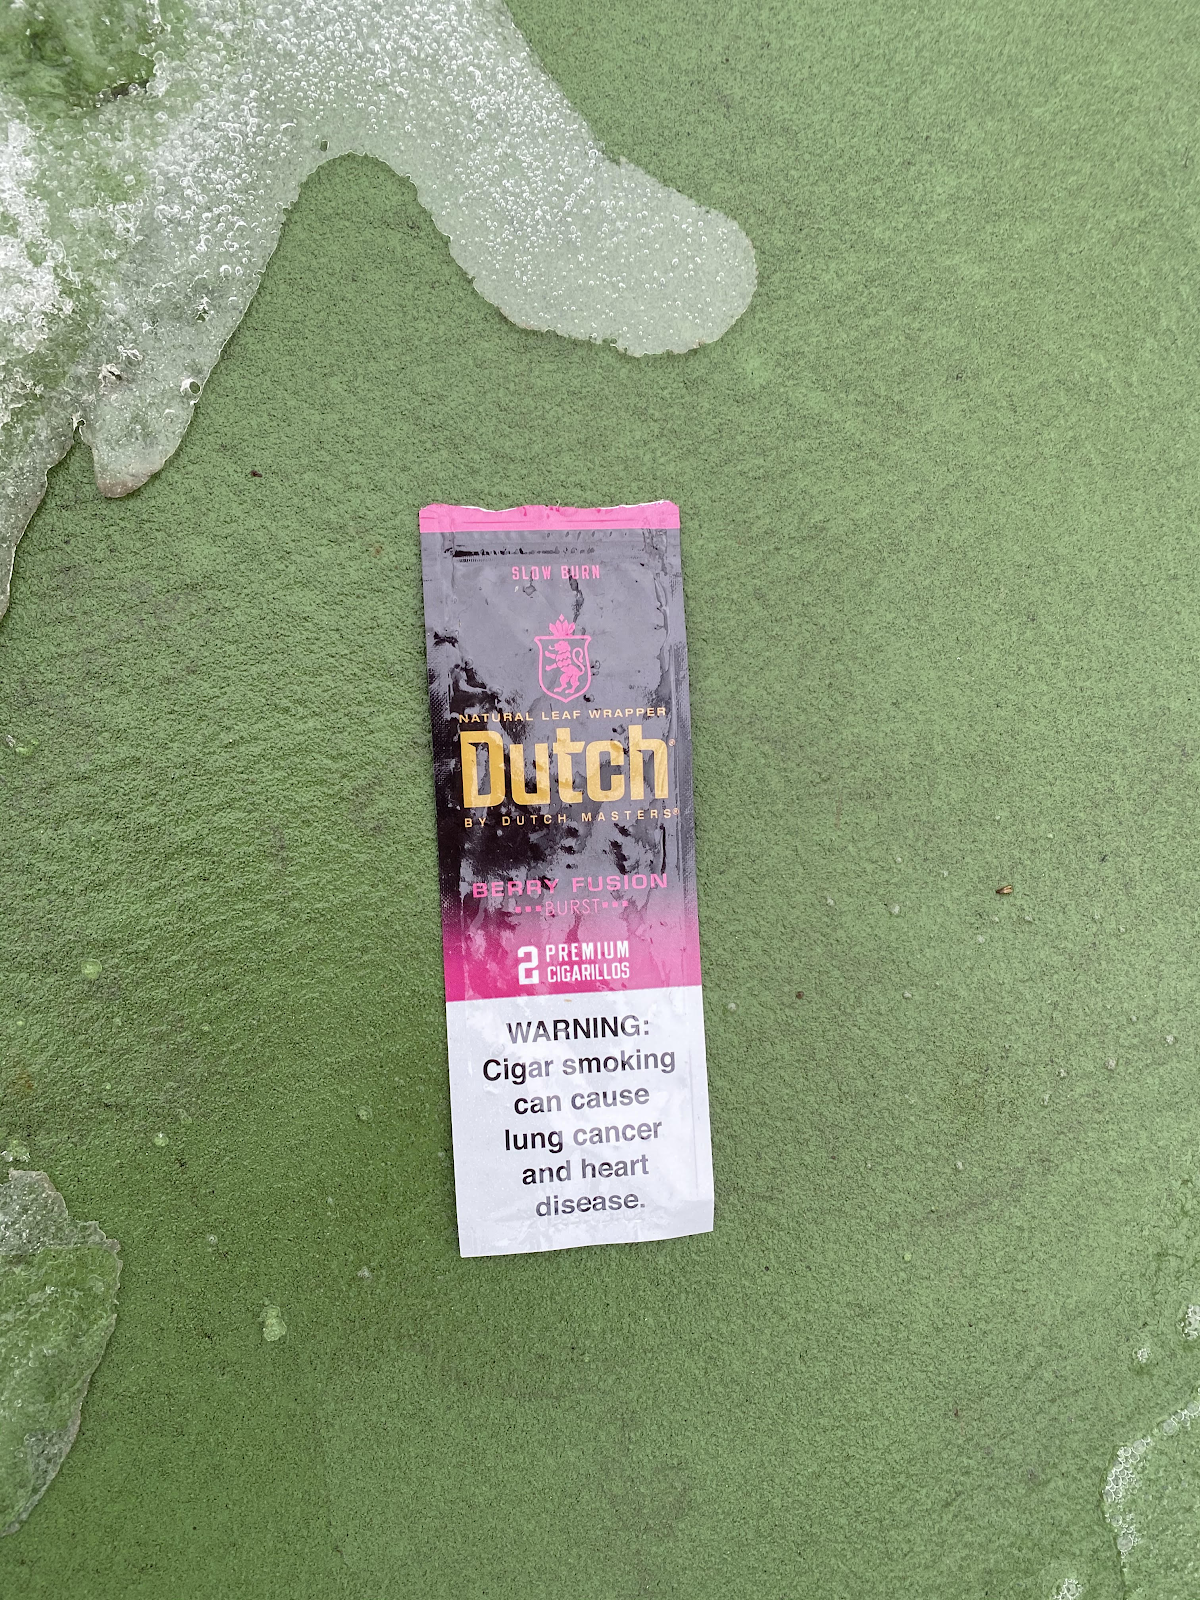 SLOW BURN
NATURAL LEAF WRAPPER
Dutch®
BY DUTCH MASTERS®
BERRY FUSION
BURST
2 PREMIUM
CIGARILLOS
WARNING:
Cigar smoking
can cause
lung cancer
and heart
disease.